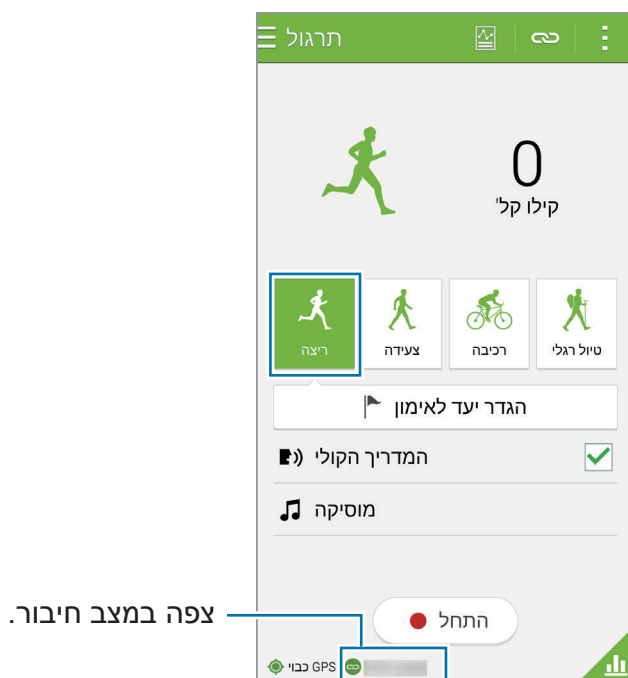 תרגול
0
קילו קל'
ריצה
צעידה
רכיבה
טיול רגלי
הגדר יעד לאימון
המדריך הקולי
מוסיקה
התחל
צפה במצב חיבור.
GPS כבוי